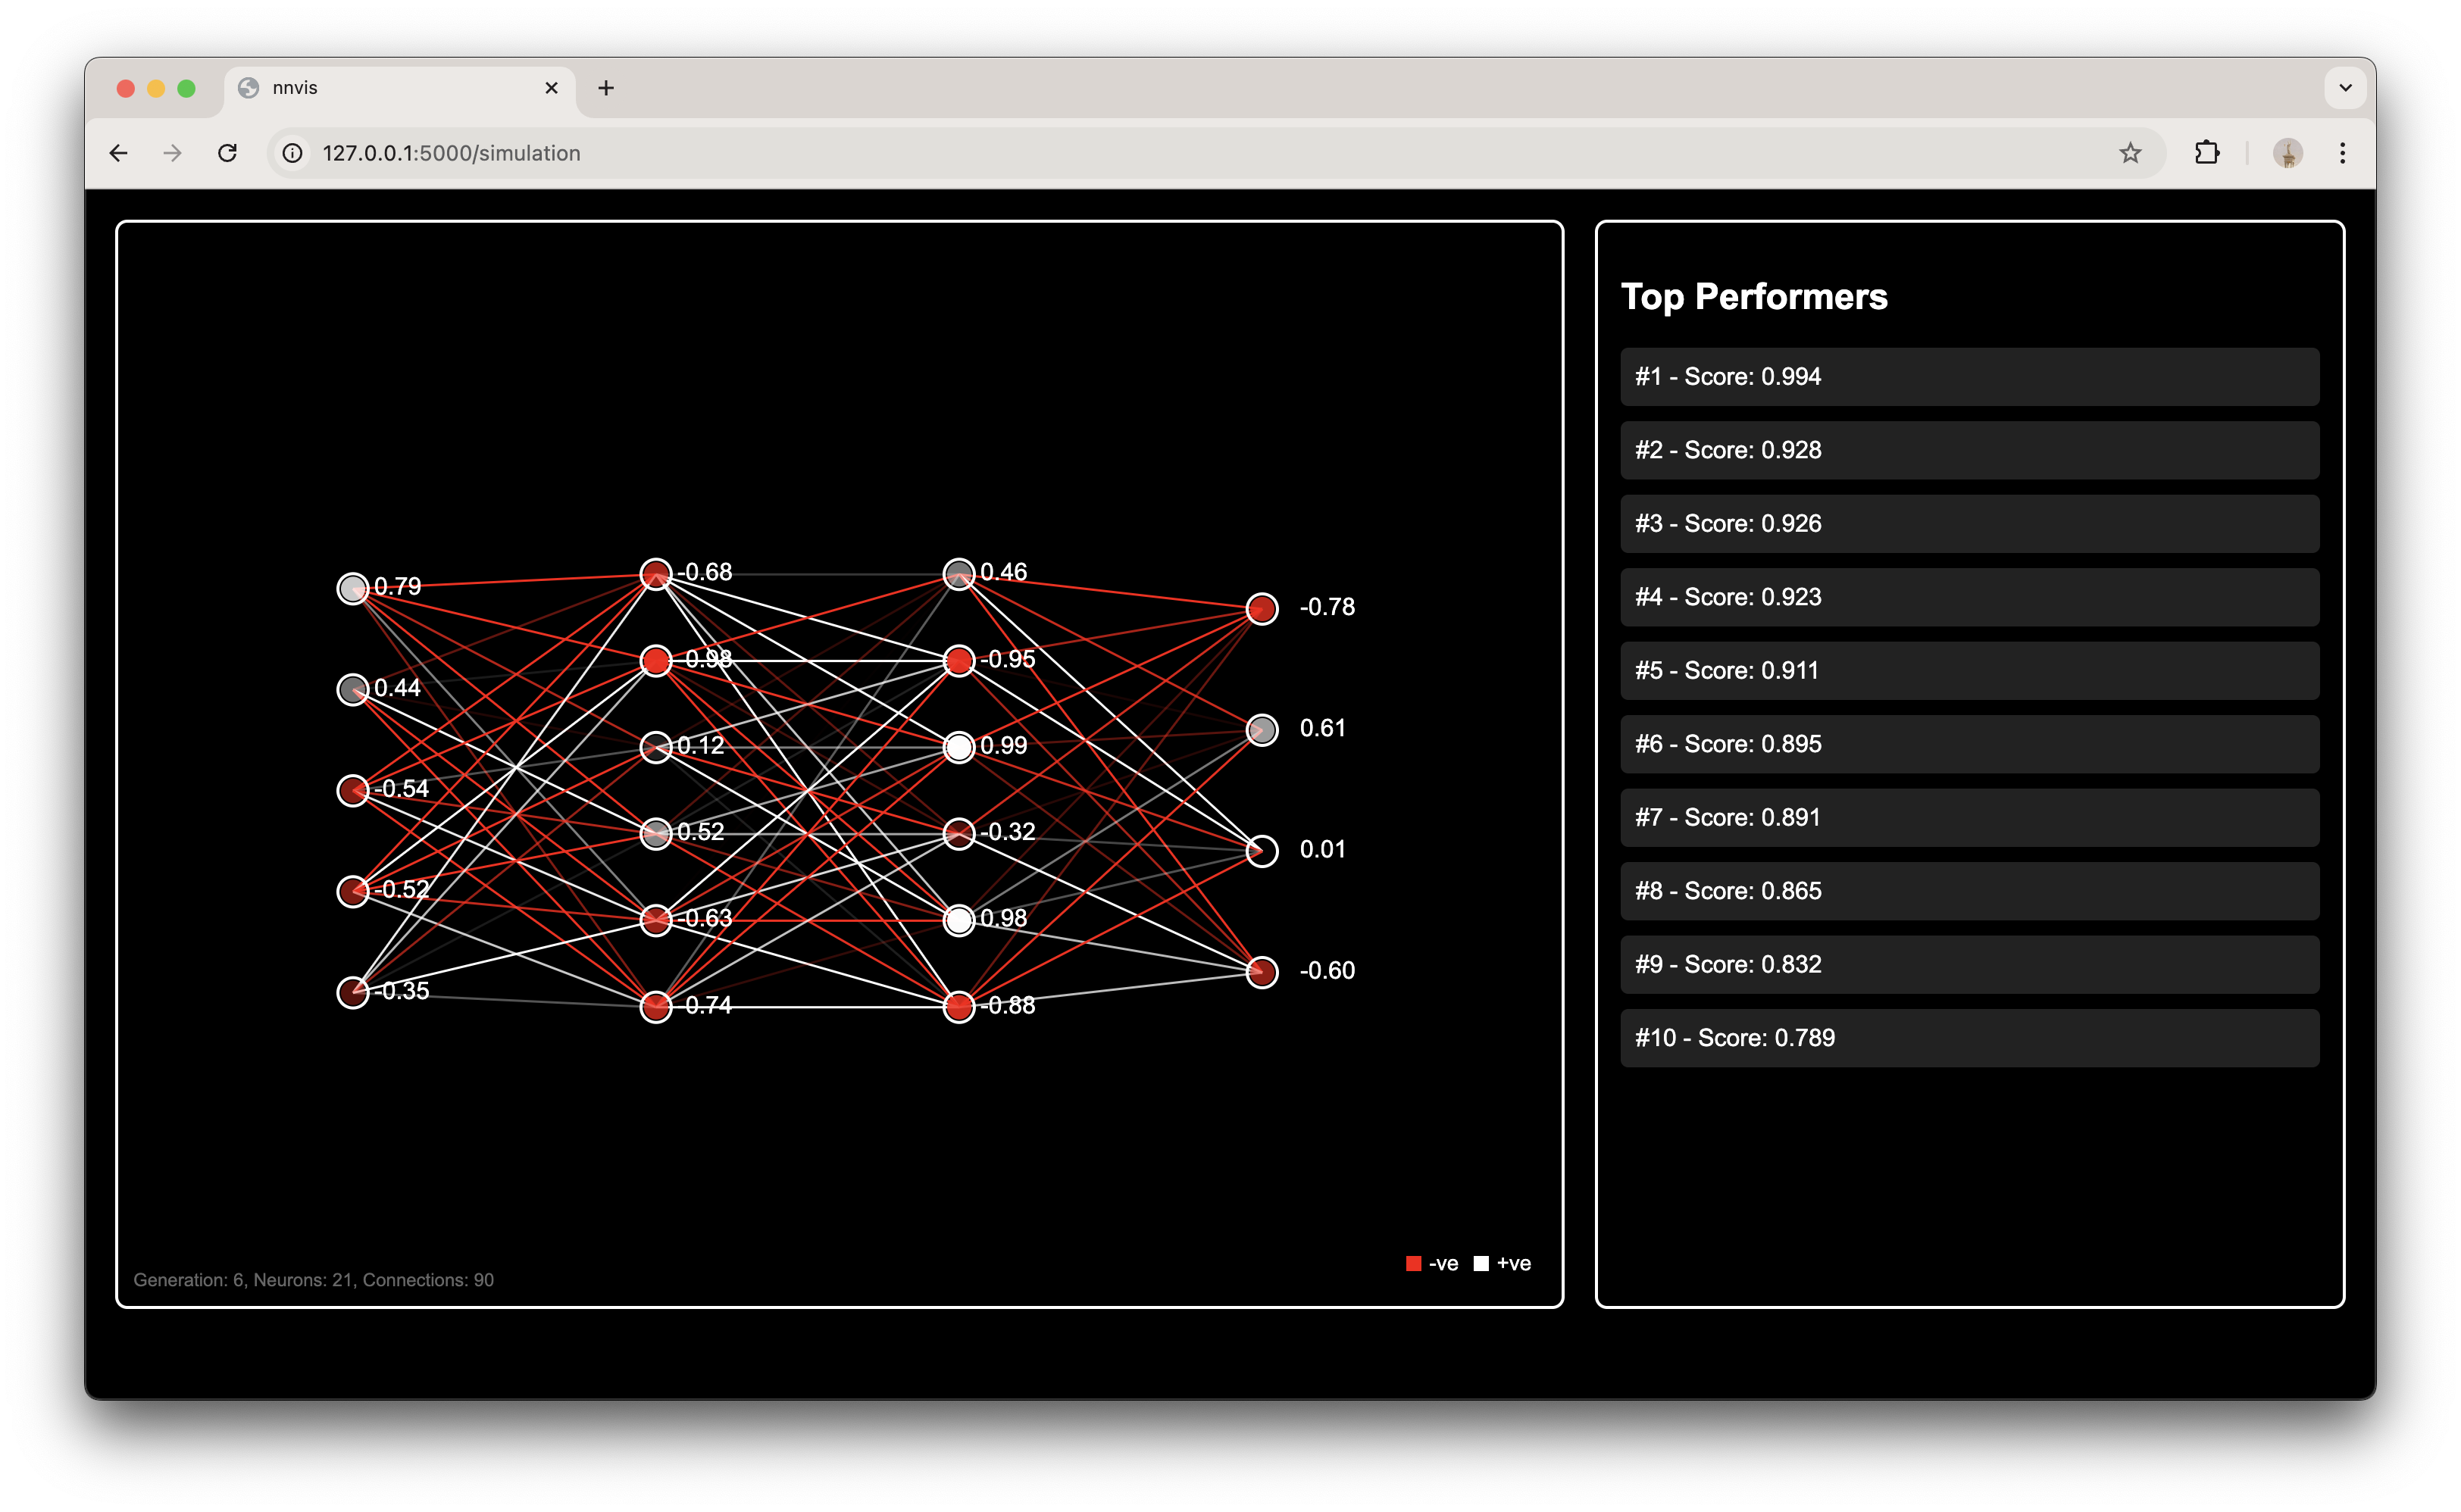 nnvis
127.0.0.1:5000/simulation
0.79
0.44
-0.54
-0.52
-0.35
-0.68
-0.98
0.12
0.52
-0.63
-0.74
0.46
-0.95
0.99
-0.32
0.98
-0.88
-0.78
0.61
0.01
-0.60
Generation: 6, Neurons: 21, Connections: 90
-ve +ve
Top Performers
#1 - Score: 0.994
#2 - Score: 0.928
#3 - Score: 0.926
#4 - Score: 0.923
#5 - Score: 0.911
#6 - Score: 0.895
#7 - Score: 0.891
#8 - Score: 0.865
#9 - Score: 0.832
#10 - Score: 0.789